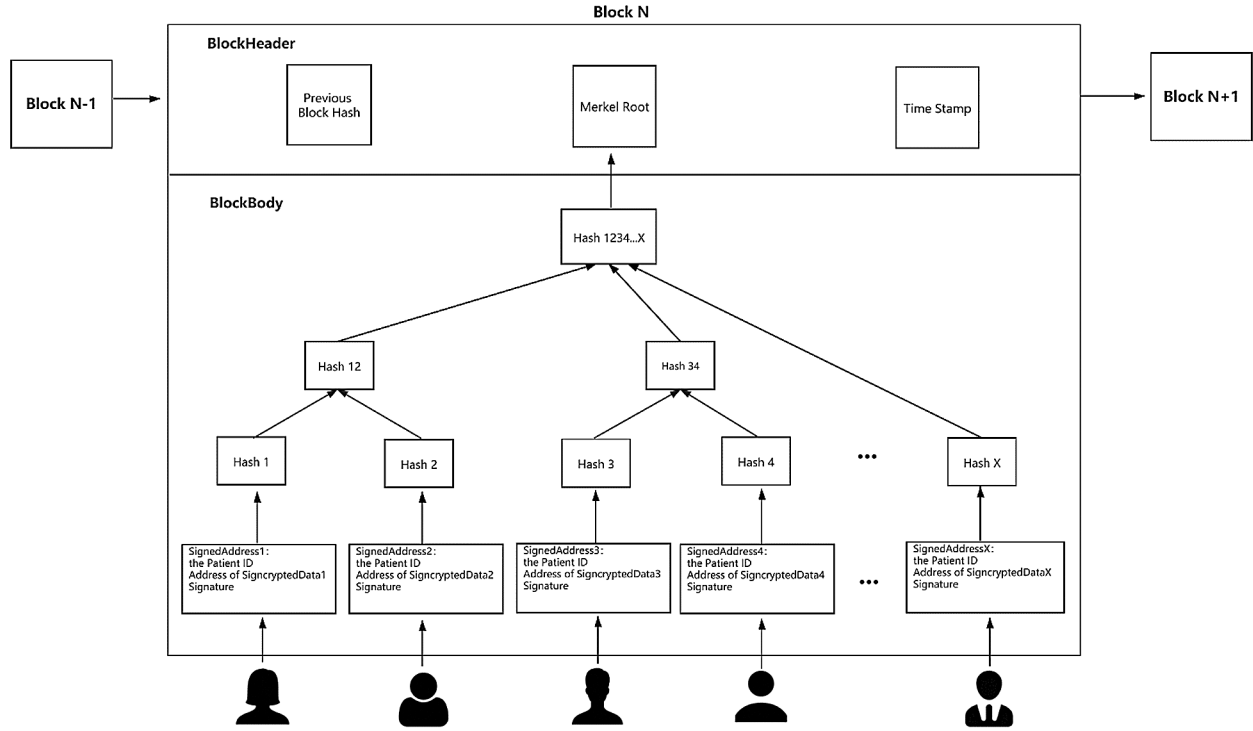 Block N
BlockHeader
Block N-1
Previous
Block Hash
Merkel Root
Time Stamp
Block N+1
BlockBody
Hash 1234...X
Hash 12
Hash 34
Hash 1
Hash 2
Hash 3
Hash 4
...
Hash X
SignedAddress1:
the Patient ID
Address of SigncryptedData1
Signature
SignedAddress2:
the Patient ID
Address of SigncryptedData2
Signature
SignedAddress3:
the Patient ID
Address of SigncryptedData3
Signature
SignedAddress4:
the Patient ID
Address of SigncryptedData4
Signature
...
SignedAddressX:
the Patient ID
Address of SigncryptedDataX
Signature